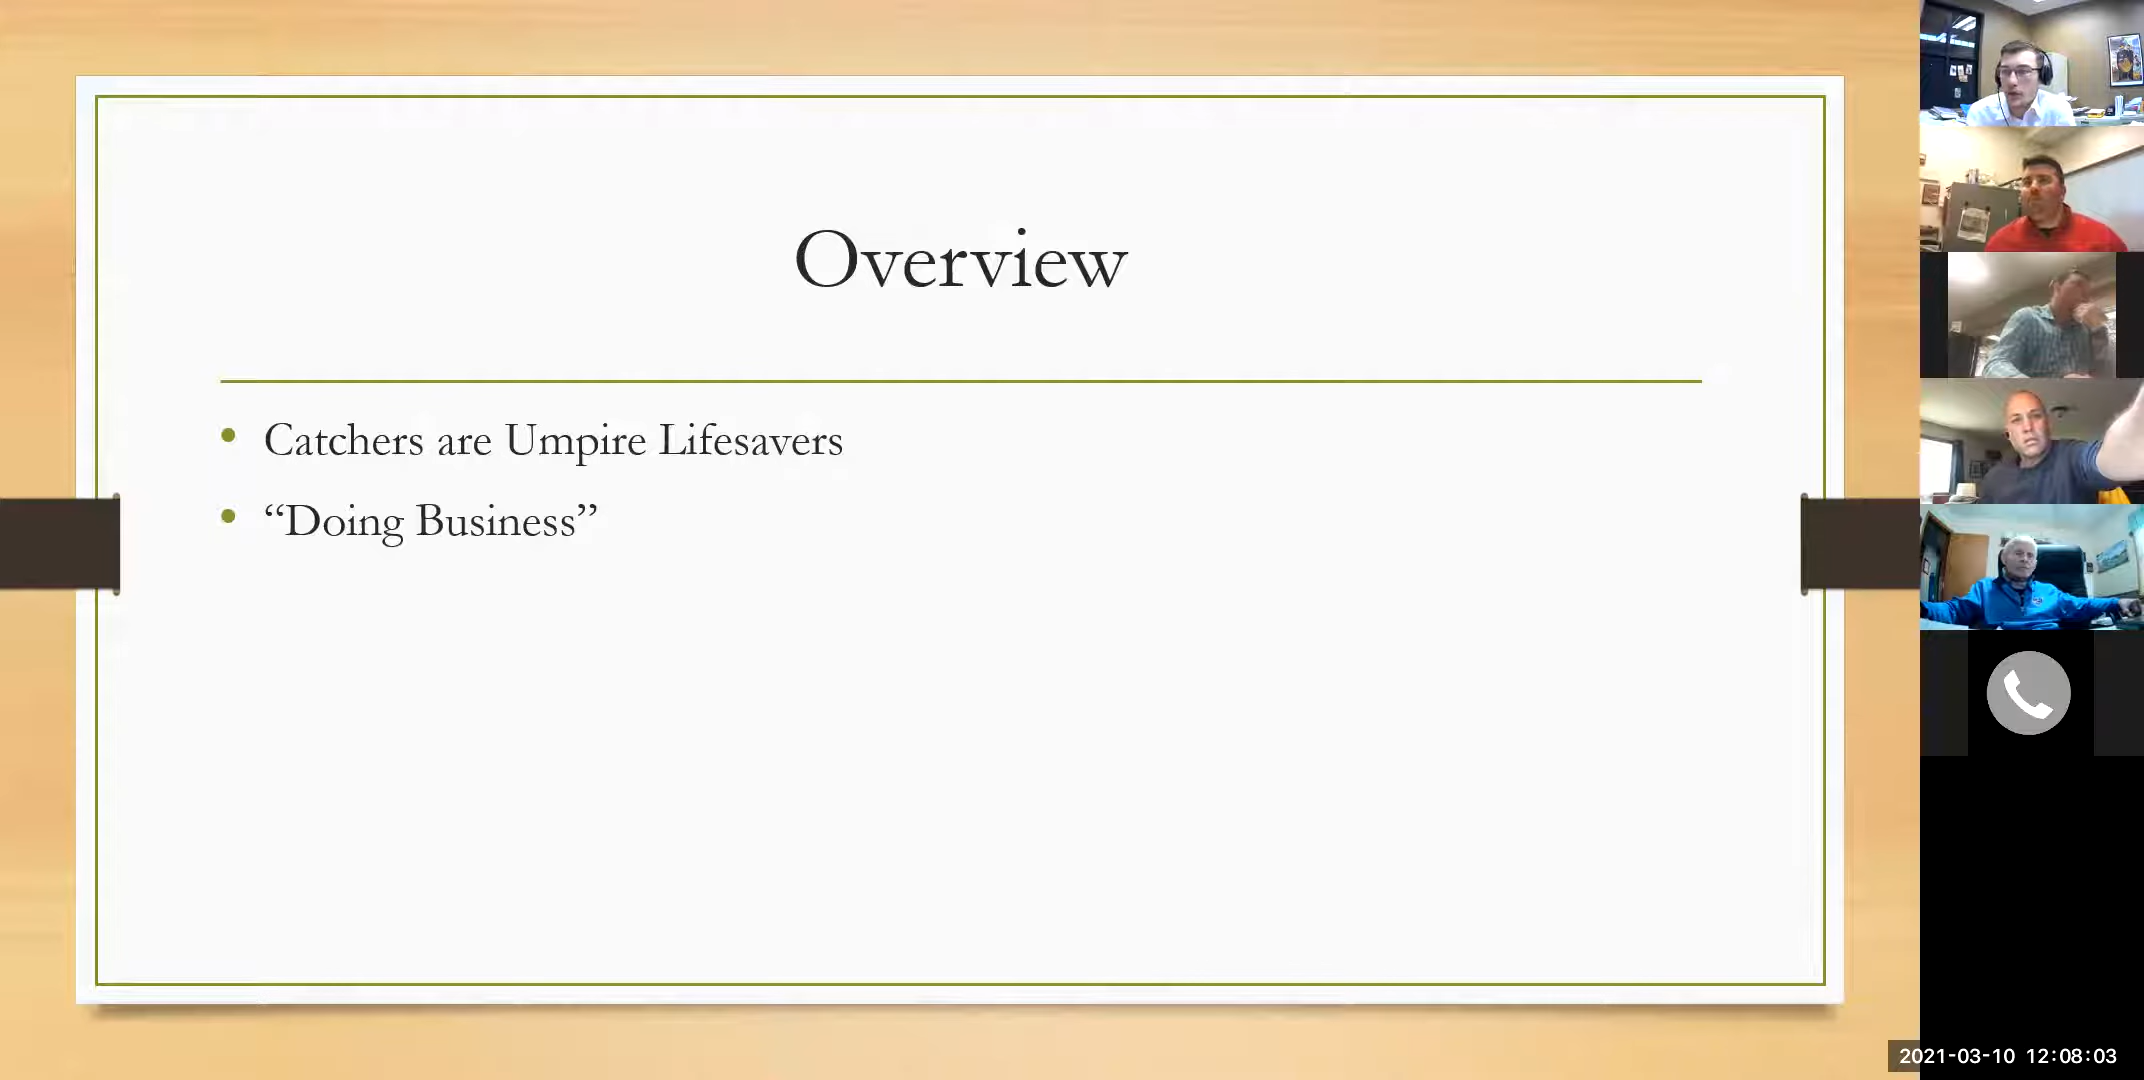 Overview
• Catchers are Umpire Lifesavers
• “Doing Business”
2021-03-10 12:08:03